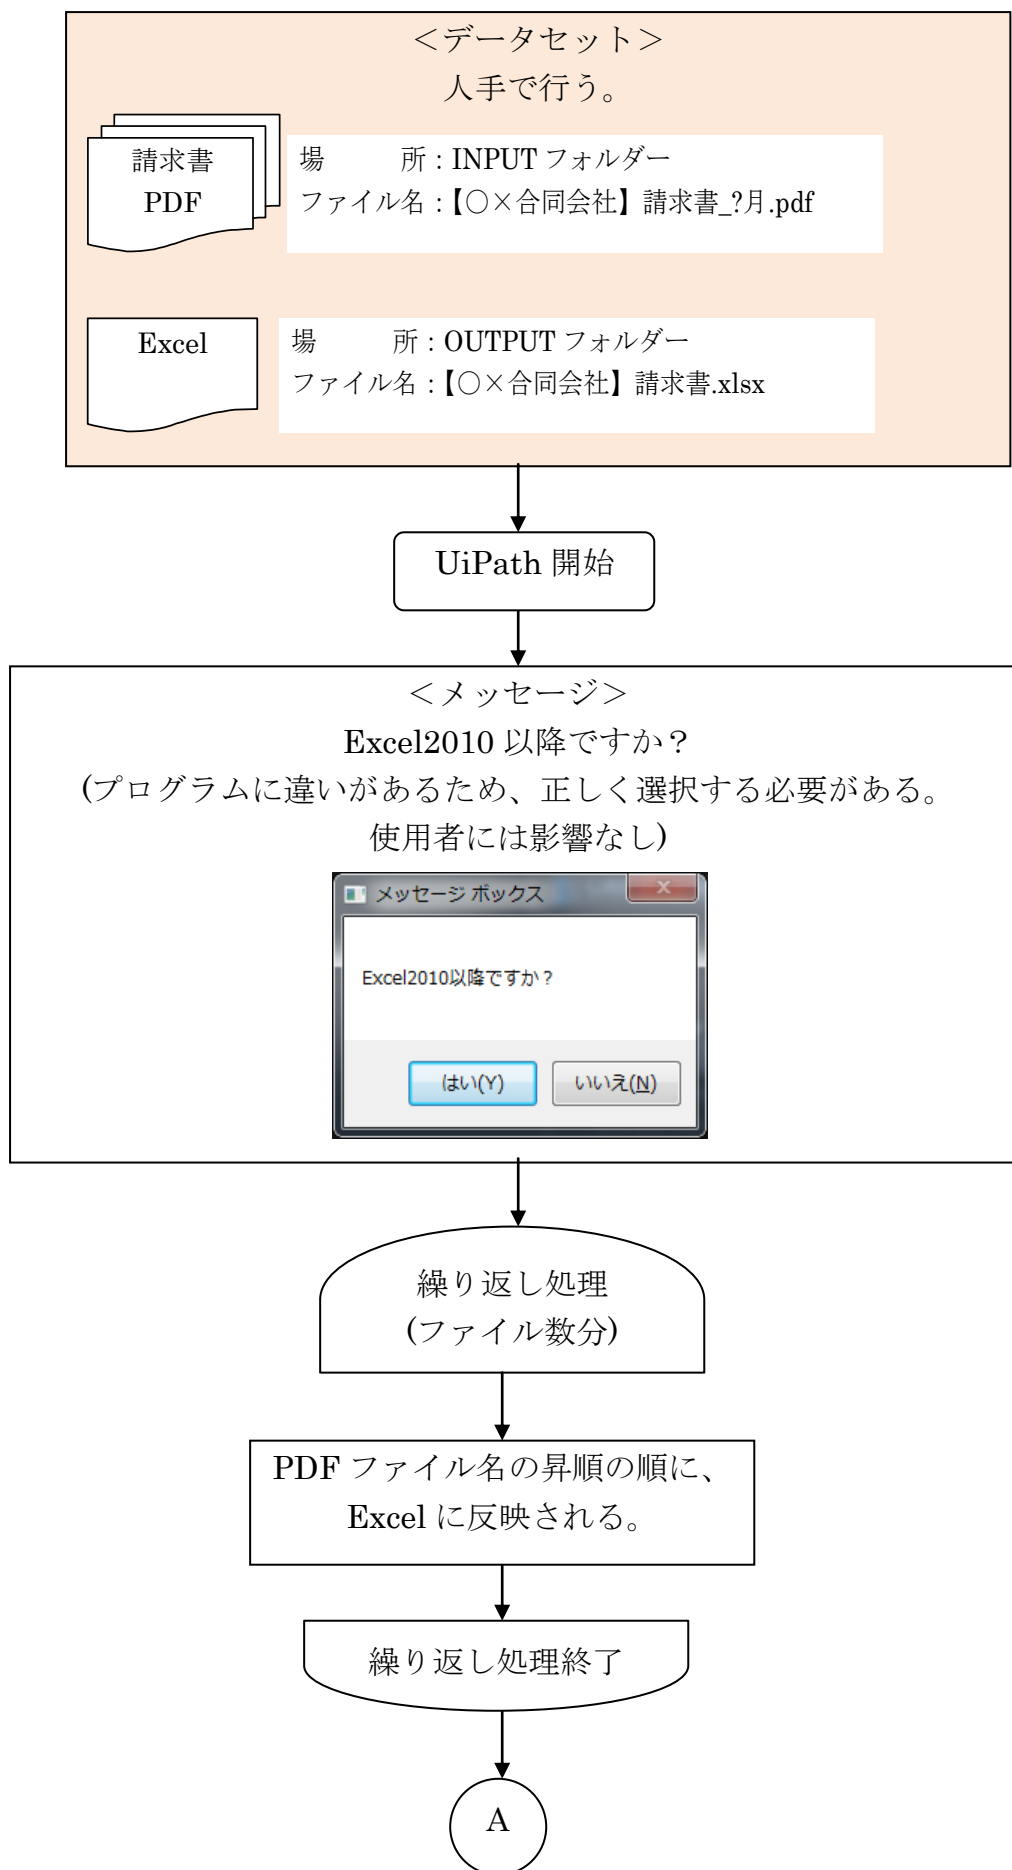 ＜データセット＞
人手で行う。
請求書
PDF
場　　所：INPUT フォルダー
ファイル名：【○×合同会社】請求書_?月.pdf
Excel
場　　所：OUTPUT フォルダー
ファイル名：【○×合同会社】請求書.xlsx
UiPath 開始
＜メッセージ＞
Excel2010 以降ですか？
(プログラムに違いがあるため、正しく選択する必要がある。
使用者には影響なし)
メッセージ ボックス
Excel2010以降ですか？
はい(Y)
いいえ(N)
繰り返し処理
(ファイル数分)
PDF ファイル名の昇順の順に、
Excel に反映される。
繰り返し処理終了
A